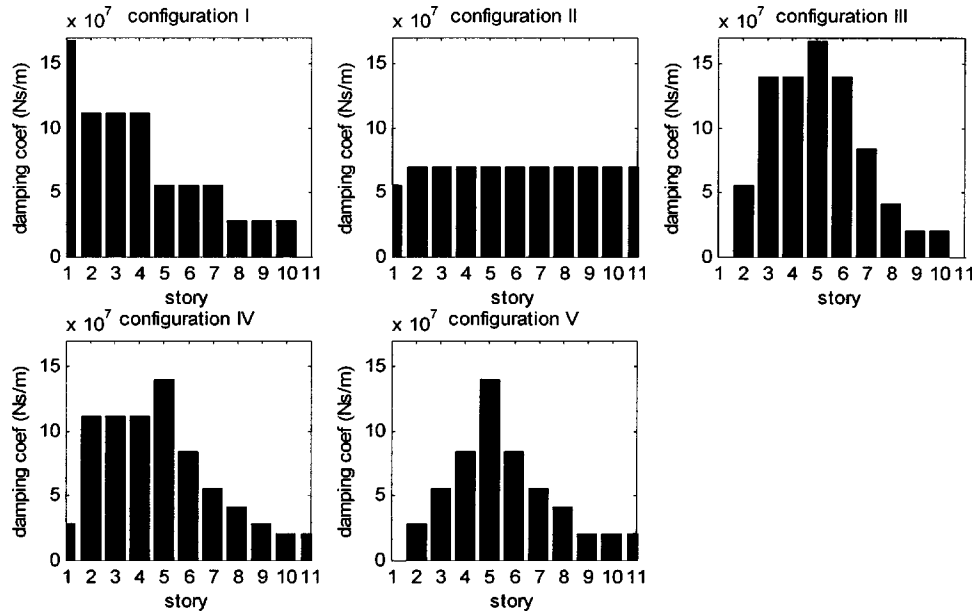 x 10^7 configuration I
15
10
5
0
damping coef (Ns/m)
1 2 3 4 5 6 7 8 9 10 11
story
x 10^7 configuration II
15
10
5
0
damping coef (Ns/m)
1 2 3 4 5 6 7 8 9 10 11
story
x 10^7 configuration III
15
10
5
0
damping coef (Ns/m)
1 2 3 4 5 6 7 8 9 10 11
story
x 10^7 configuration IV
15
10
5
0
damping coef (Ns/m)
1 2 3 4 5 6 7 8 9 10 11
story
x 10^7 configuration V
15
10
5
0
damping coef (Ns/m)
1 2 3 4 5 6 7 8 9 10 11
story